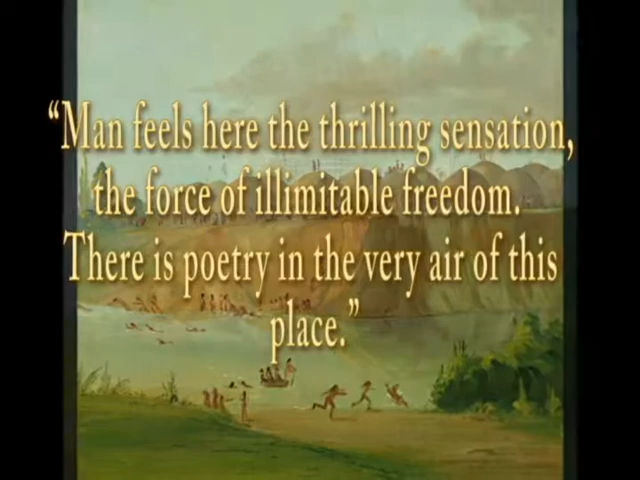 “Man feels here the thrilling sensation,
the force of illimitable freedom.
There is poetry in the very air of this
place.”